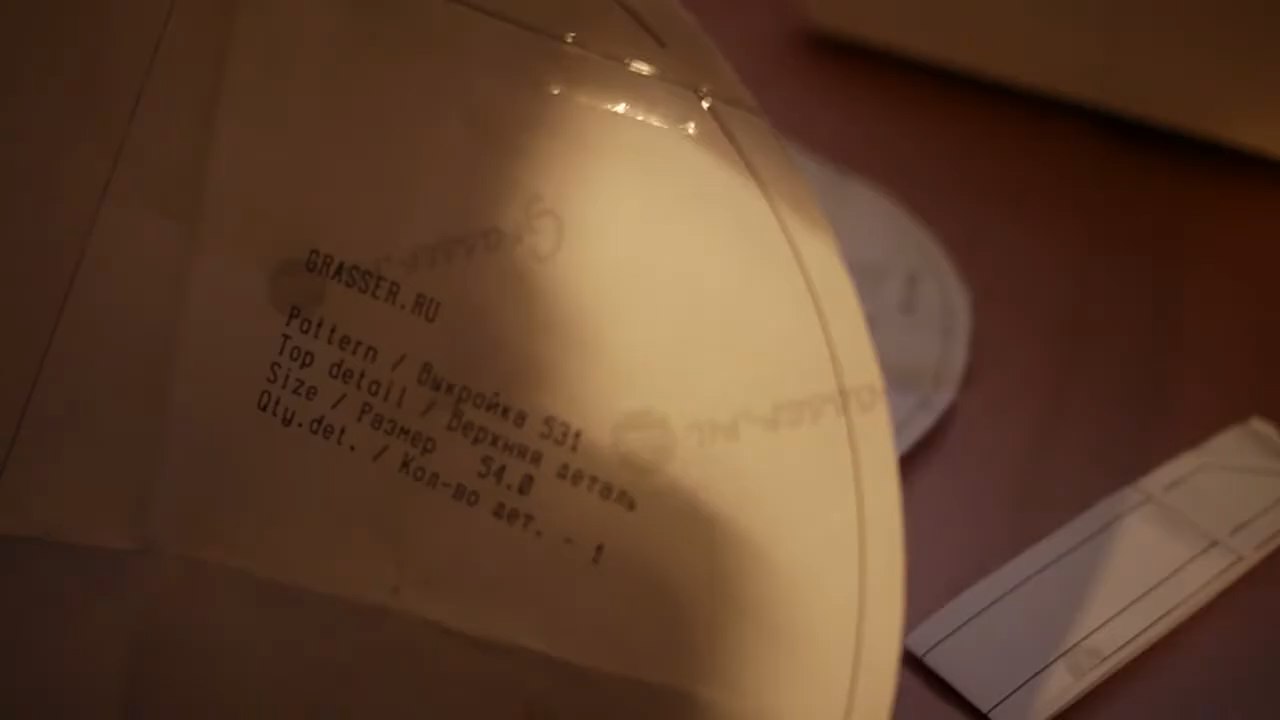 GRASSER.RU
Pattern / Выкройка 531
Top detail / Верхняя деталь
Size / Размер 54.0
Qty.det. / Кол-во дет. - 1